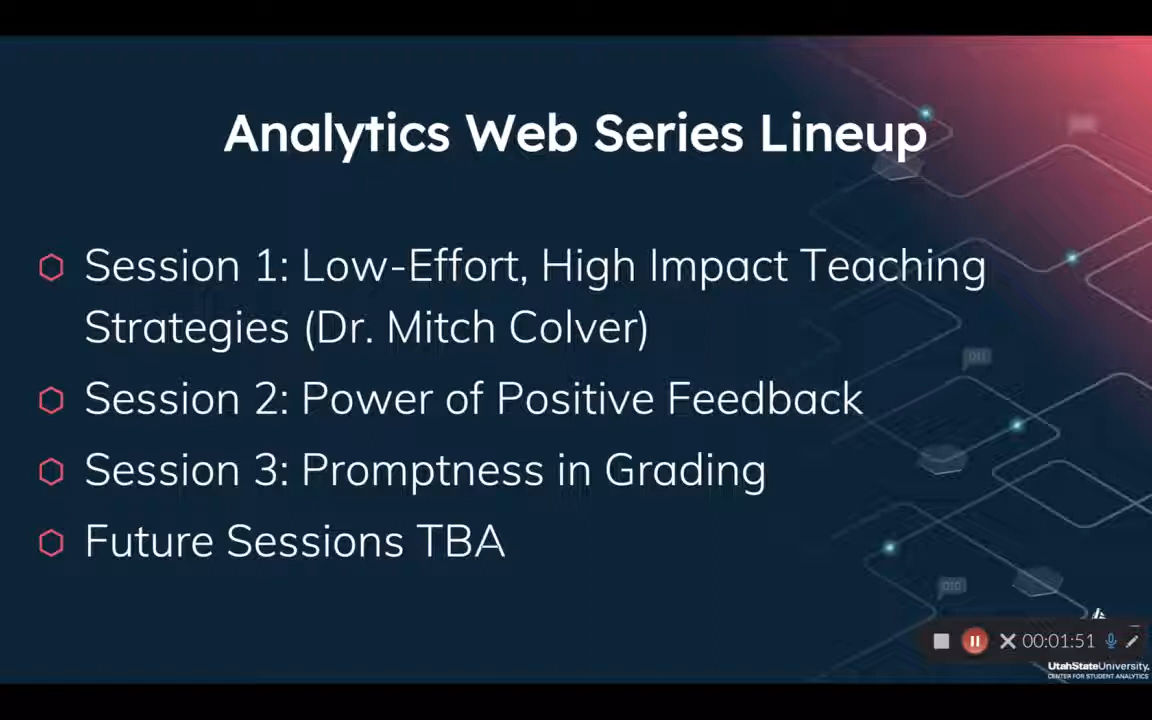 Analytics Web Series Lineup
Session 1: Low-Effort, High Impact Teaching
Strategies (Dr. Mitch Colver)
Session 2: Power of Positive Feedback
Session 3: Promptness in Grading
Future Sessions TBA
00:01:51
UtahStateUniversity.
CENTER FOR STUDENT ANALYTICS